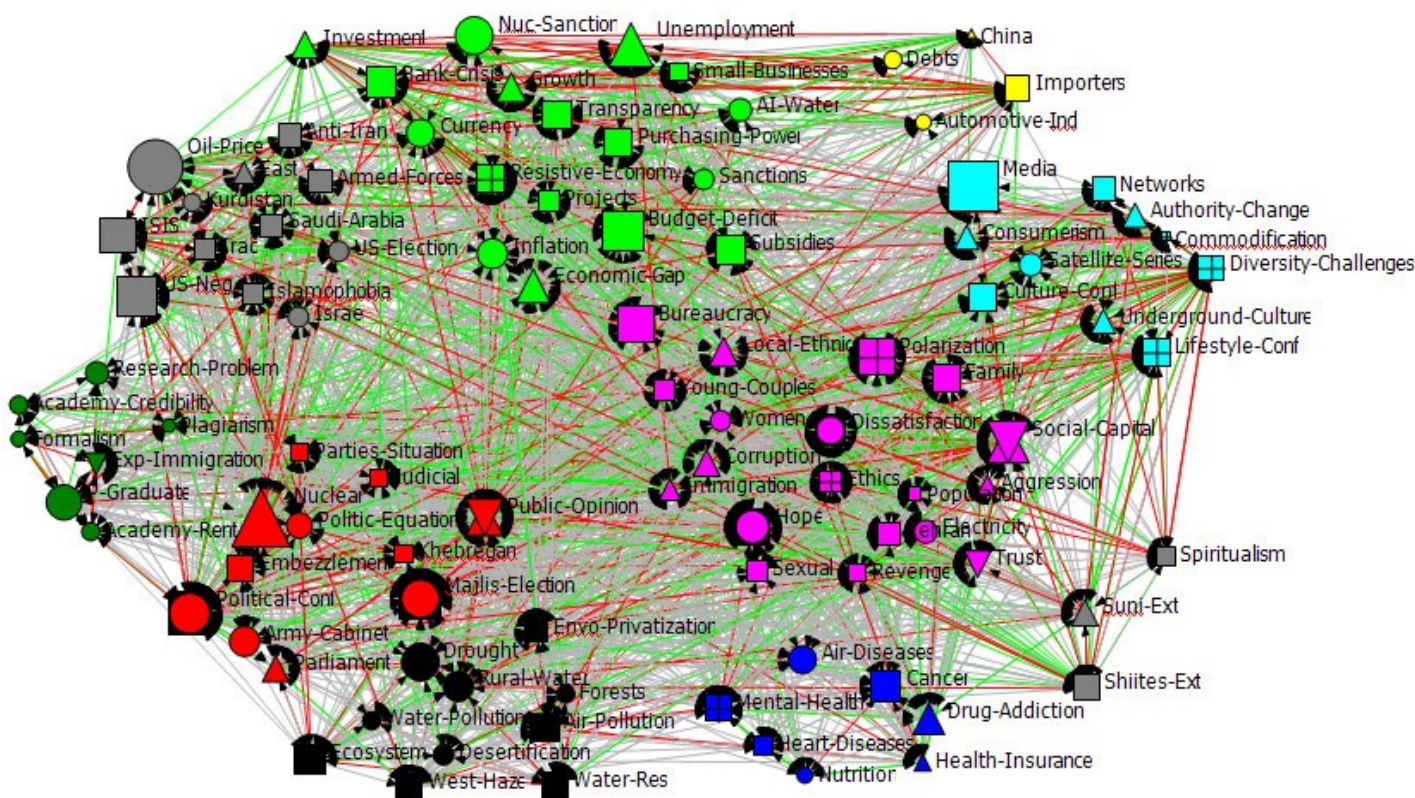 Investment
Nuc-Sanction
Unemployment
China
Debts
Bank-Crisis
Growth
Small-Businesses
Importers
Transparency
AI-Water
Automotive-Ind
Anti-Iran
Currency
Purchasing-Power
Oil-Price
East
Armed-Forces
Resistive-Economy
Sanctions
Media
Networks
Kurdistan
Projects
Authority-Change
ISIS
Saudi-Arabia
Budget-Deficit
Consumerism
Commodification
Irac
US-Election
Inflation
Subsidies
Satellite-Series
Diversity-Challenges
US-Neg
Islamophobia
Economic-Gap
Culture-Conf
Israe
Bureaucracy
Underground-Culture
Local-Ethnic
Polarization
Lifestyle-Conf
Research-Problem
Young-Couples
Family
Academy-Credibility
Plagiarism
Women
Dissatisfaction
Social-Capital
Formalism
Parties-Situation
Exp-Immigration
Judicial
Corruption
Immigration
Ethics
Population
Aggression
P-Graduate
Nuclear
Public-Opinion
Academy-Rent
Politic-Equation
Hope
Electricity
Khebregan
Embezzlemen
Sexual
Revenge
Trust
Spiritualism
Political-Conf
Majlis-Election
Suni-Ext
Army-Cabinet
Envo-Privatization
Parliament
Drought
Rural-Water
Air-Diseases
Cancer
Shiites-Ext
Forests
Mental-Health
Drug-Addiction
Water-Pollution
Air-Pollution
Ecosystem
Desertification
Heart-Diseases
Health-Insurance
West-Haze
Water-Res
Nutrition